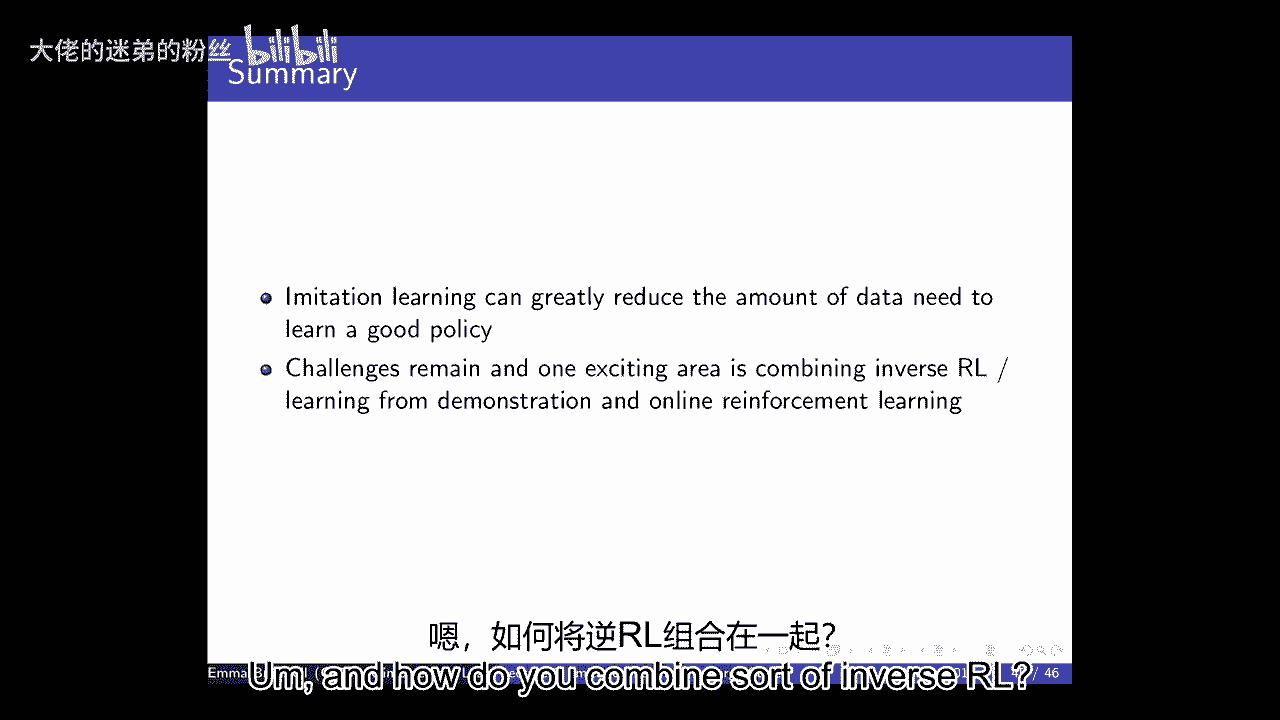 大佬的迷弟的粉丝 bilibili
Summary
Imitation learning can greatly reduce the amount of data need to
learn a good policy
Challenges remain and one exciting area is combining inverse RL /
learning from demonstration and online reinforcement learning
嗯，如何将逆RL组合在一起？
Um, and how do you combine sort of inverse RL?
Emma
/ 46